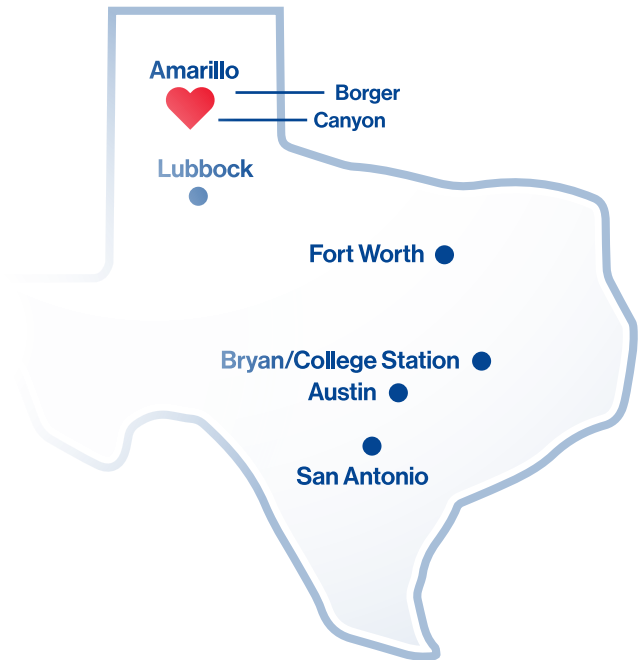 Amarillo
Borger
Canyon
Lubbock
Fort Worth
Bryan/College Station
Austin
San Antonio